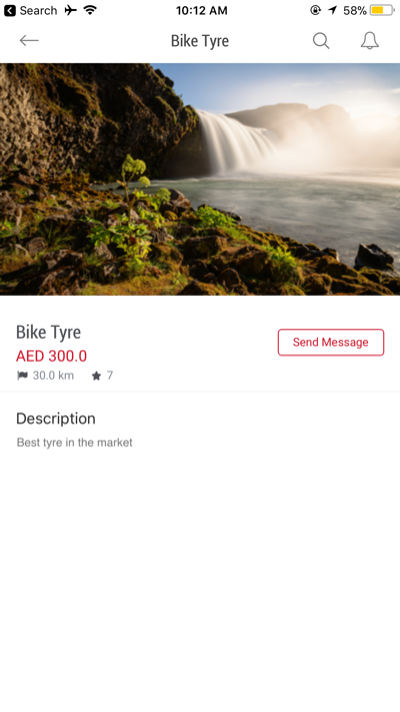 Search 10:12 AM 58%
Bike Tyre
Bike Tyre
AED 300.0
Send Message
30.0 km 7
Description
Best tyre in the market